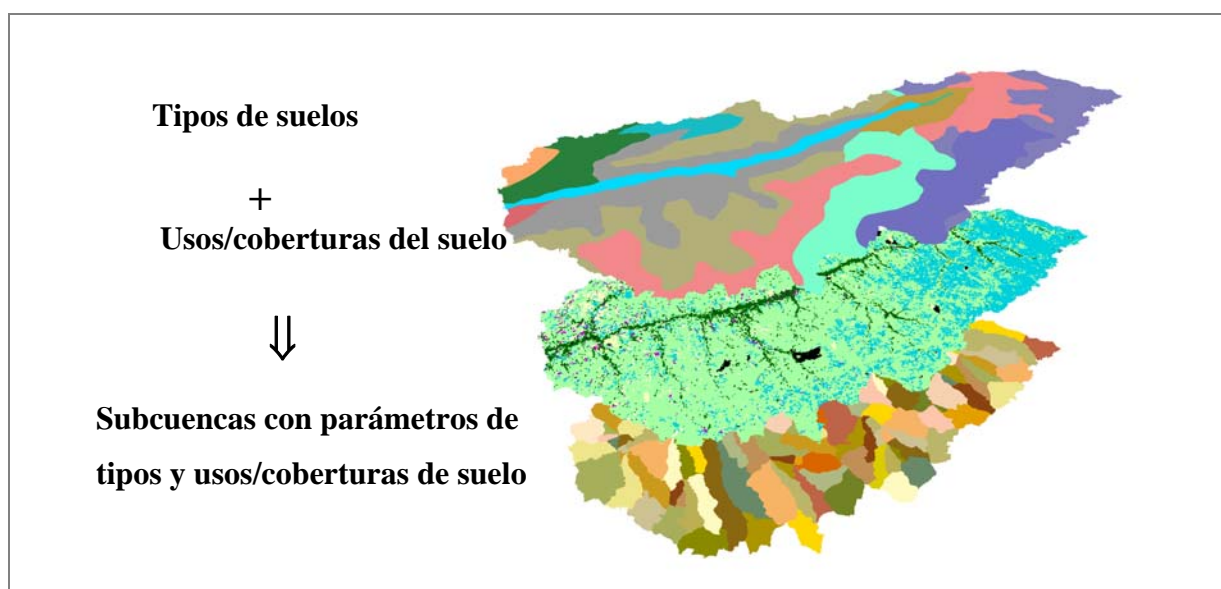 Tipos de suelos
+
Usos/coberturas del suelo
⇓
Subcuencas con parámetros de
tipos y usos/coberturas de suelo